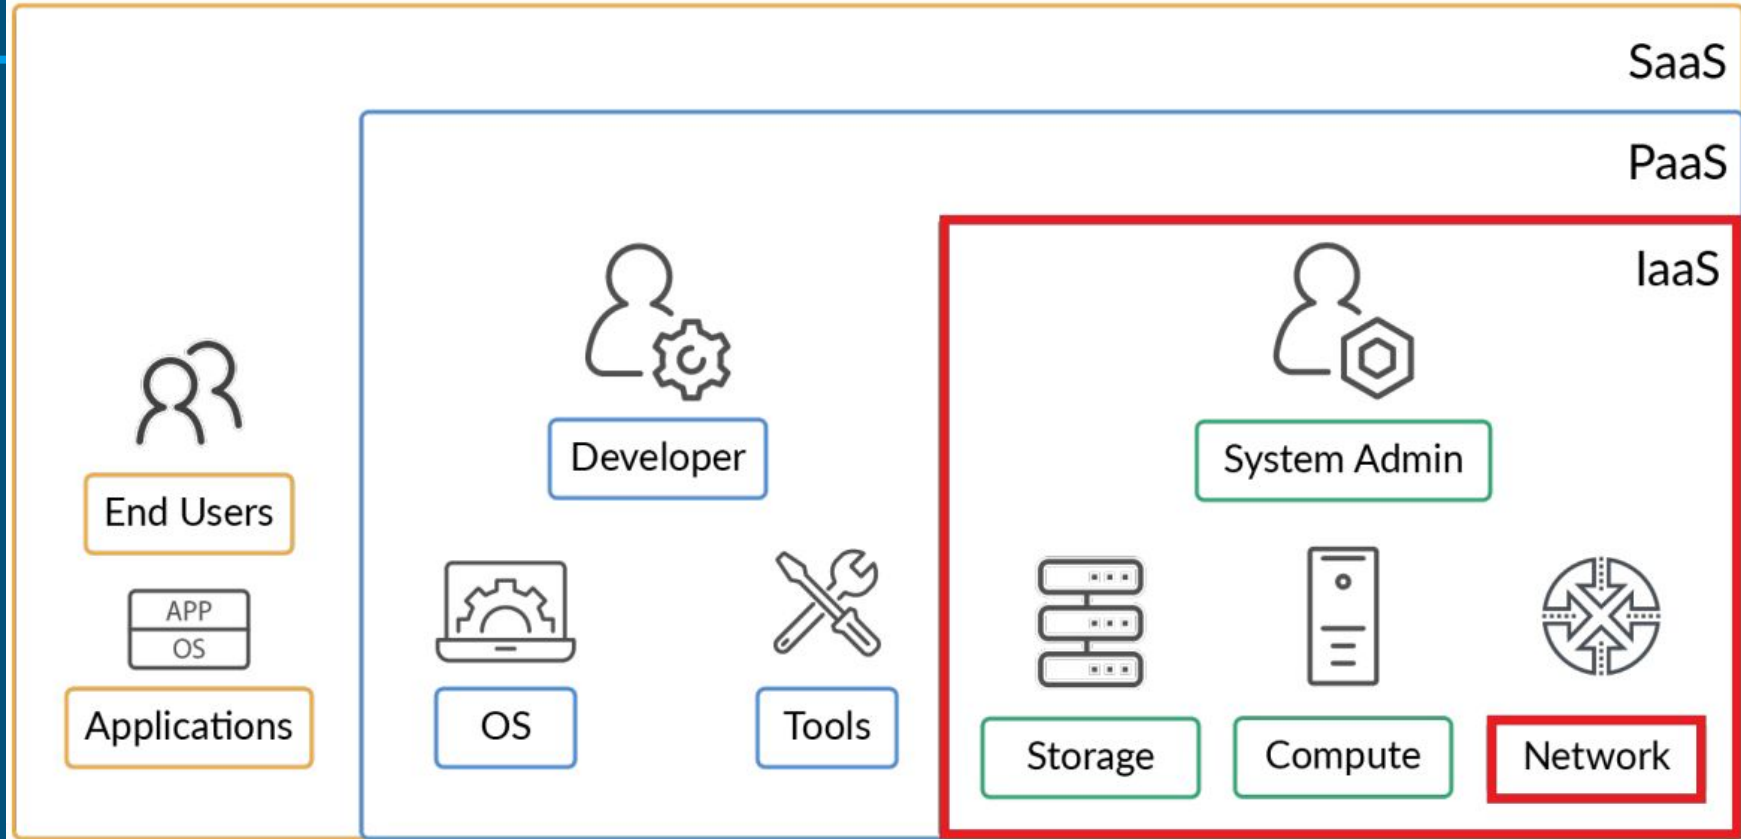 SaaS
PaaS
IaaS
Developer
System Admin
End Users
APP
OS
Applications
OS
Tools
Storage
Compute
Network